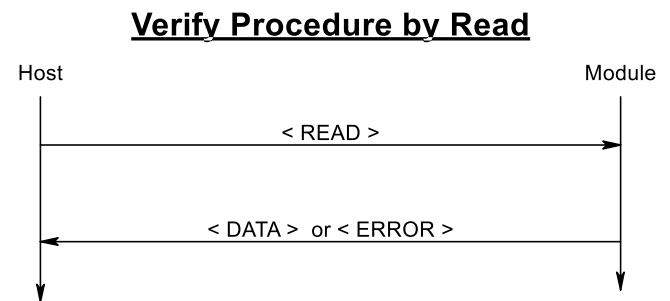 Verify Procedure by Read
Host Module
< READ >
< DATA > or < ERROR >